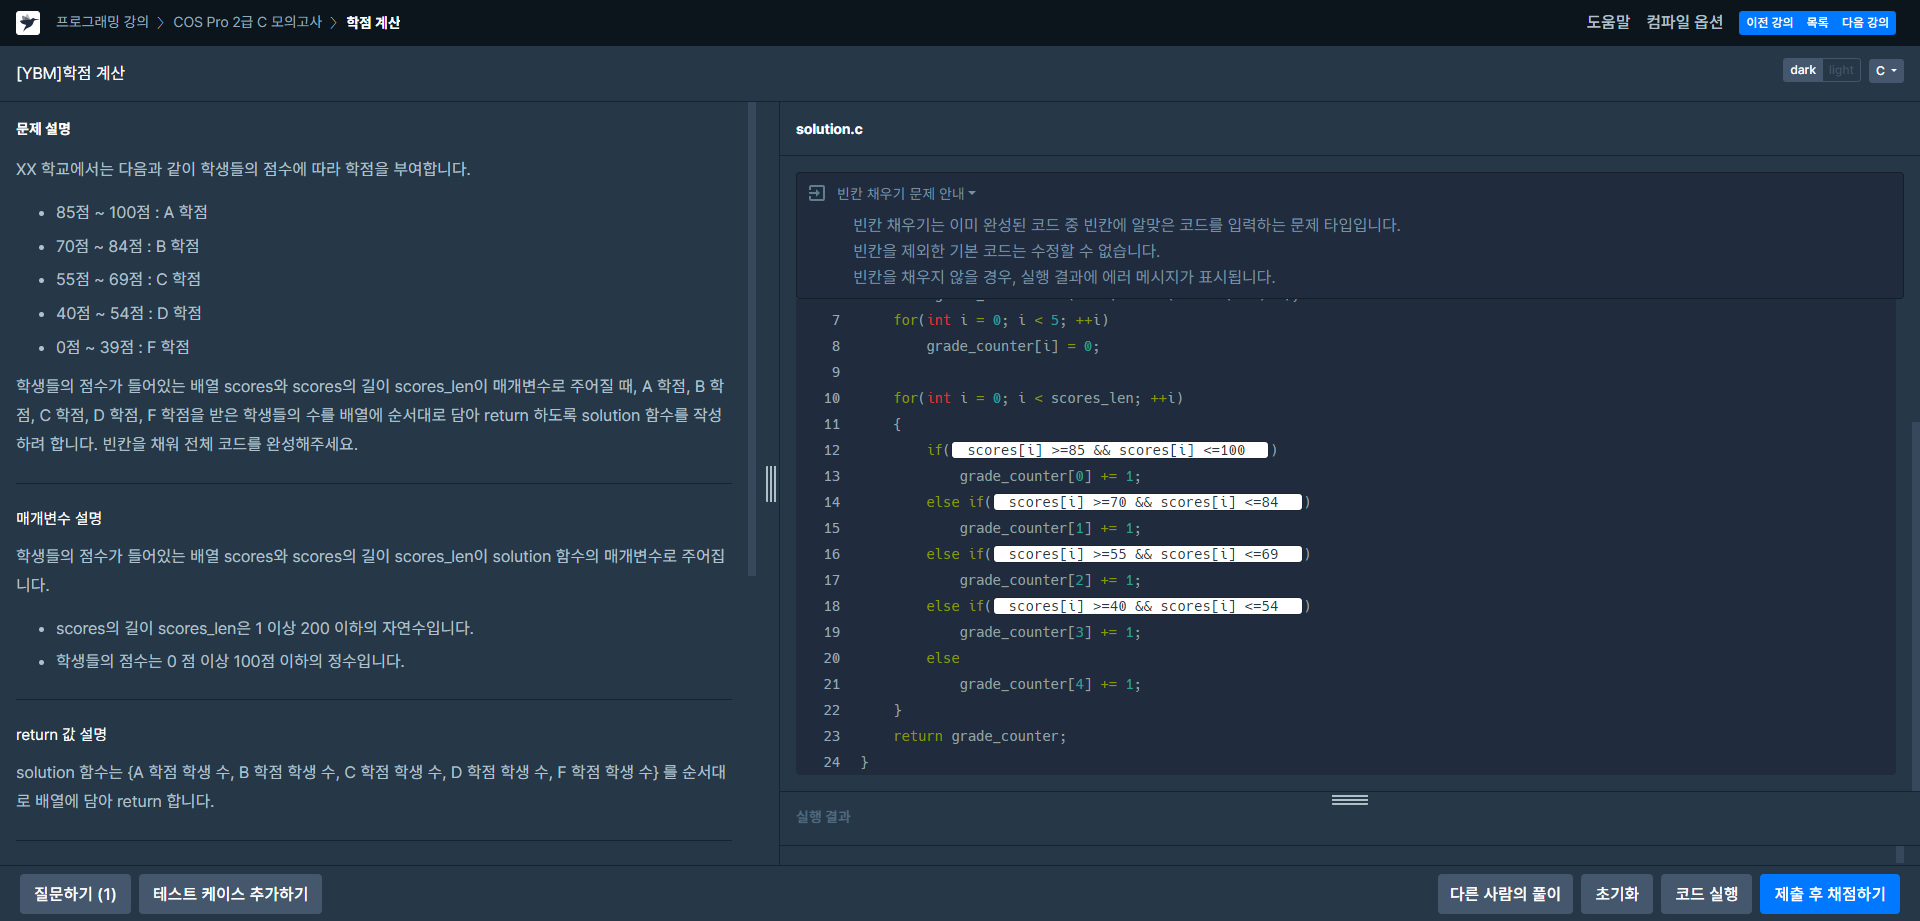 프로그래밍 강의 > COS Pro 2급 C 모의고사 > 학점 계산
도움말 컴파일 옵션 이전 강의 목록 다음 강의
[YBM]학점 계산
dark light C
문제 설명
XX 학교에서는 다음과 같이 학생들의 점수에 따라 학점을 부여합니다.
• 85점 ~ 100점 : A 학점
• 70점 ~ 84점 : B 학점
• 55점 ~ 69점 : C 학점
• 40점 ~ 54점 : D 학점
• 0점 ~ 39점 : F 학점
학생들의 점수가 들어있는 배열 scores와 scores의 길이 scores_len이 매개변수로 주어질 때, A 학점, B 학
점, C 학점, D 학점, F 학점을 받은 학생들의 수를 배열에 순서대로 담아 return 하도록 solution 함수를 작성
하려 합니다. 빈칸을 채워 전체 코드를 완성해주세요.
매개변수 설명
학생들의 점수가 들어있는 배열 scores와 scores의 길이 scores_len이 solution 함수의 매개변수로 주어집
니다.
• scores의 길이 scores_len은 1 이상 200 이하의 자연수입니다.
• 학생들의 점수는 0 점 이상 100점 이하의 정수입니다.
return 값 설명
solution 함수는 {A 학점 학생 수, B 학점 학생 수, C 학점 학생 수, D 학점 학생 수, F 학점 학생 수} 를 순서대
로 배열에 담아 return 합니다.
solution.c
빈칸 채우기 문제 안내
빈칸 채우기는 이미 완성된 코드 중 빈칸에 알맞은 코드를 입력하는 문제 타입입니다.
빈칸을 제외한 기본 코드는 수정할 수 없습니다.
빈칸을 채우지 않을 경우, 실행 결과에 에러 메시지가 표시됩니다.
7 for(int i = 0; i < 5; ++i)
8 grade_counter[i] = 0;
9
10 for(int i = 0; i < scores_len; ++i)
11 {
12 if( scores[i] >=85 && scores[i] <=100 )
13 grade_counter[0] += 1;
14 else if( scores[i] >=70 && scores[i] <=84 )
15 grade_counter[1] += 1;
16 else if( scores[i] >=55 && scores[i] <=69 )
17 grade_counter[2] += 1;
18 else if( scores[i] >=40 && scores[i] <=54 )
19 grade_counter[3] += 1;
20 else
21 grade_counter[4] += 1;
22 }
23 return grade_counter;
24 }
실행 결과
질문하기 (1) 테스트 케이스 추가하기 다른 사람의 풀이 초기화 코드 실행 제출 후 채점하기